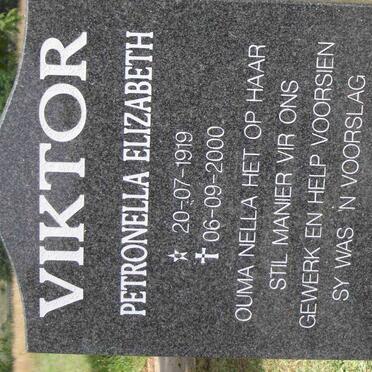 VIKTOR
PETRONELLA ELIZABETH
☆ 20-07-1919
✝ 06-09-2000
OUMA NELLA HET OP HAAR
STIL MANIER VIR ONS
GEWERK EN HELP VOORSIEN
SY WAS 'N VOORSLAG